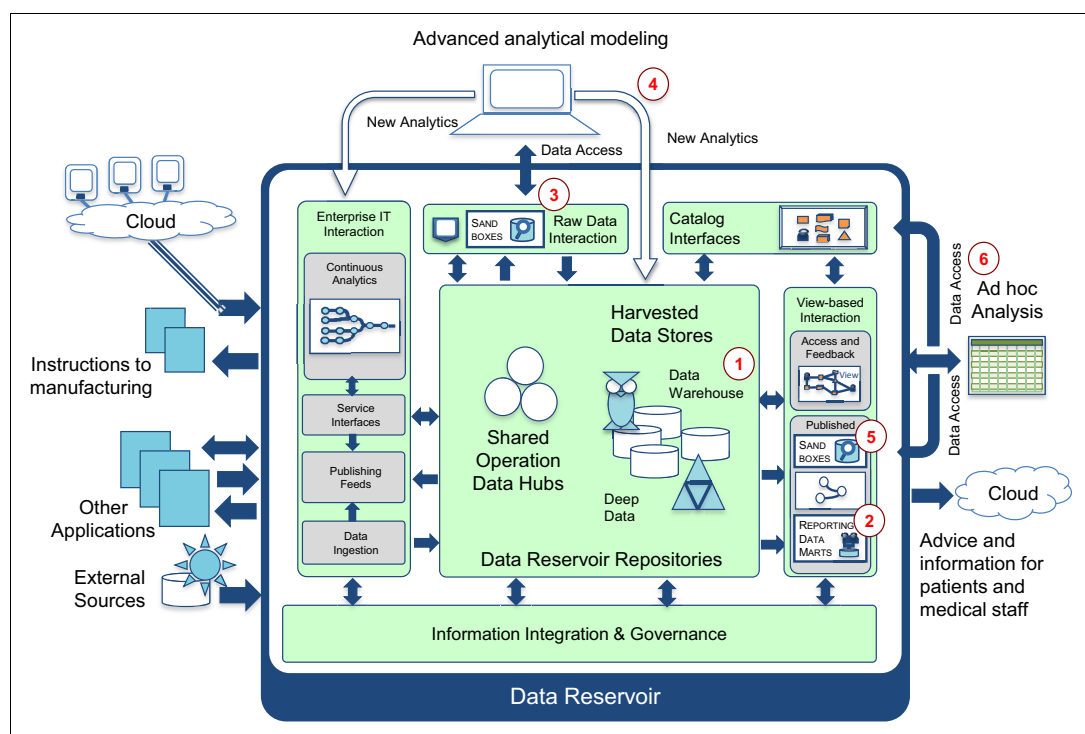 Advanced analytical modeling
4
New Analytics
New Analytics
Data Access
Cloud
3
6
Enterprise IT
Interaction
SAND
BOXES
Raw Data
Interaction
Catalog
Interfaces
Continuous
Analytics
Data Access
Ad hoc
Analysis
Harvested
Data Stores
View-based
Interaction
Access and
Feedback
View
Instructions to
manufacturing
1
Data
Warehouse
Data Access
Service
Interfaces
Shared
Operation
Data Hubs
Published
SAND
BOXES
5
Publishing
Feeds
Deep
Data
Cloud
Other
Applications
2
REPORTING
DATA
MARTS
Data
Ingestion
Data Reservoir Repositories
Advice and
information for
patients and
medical staff
External
Sources
Information Integration & Governance
Data Reservoir